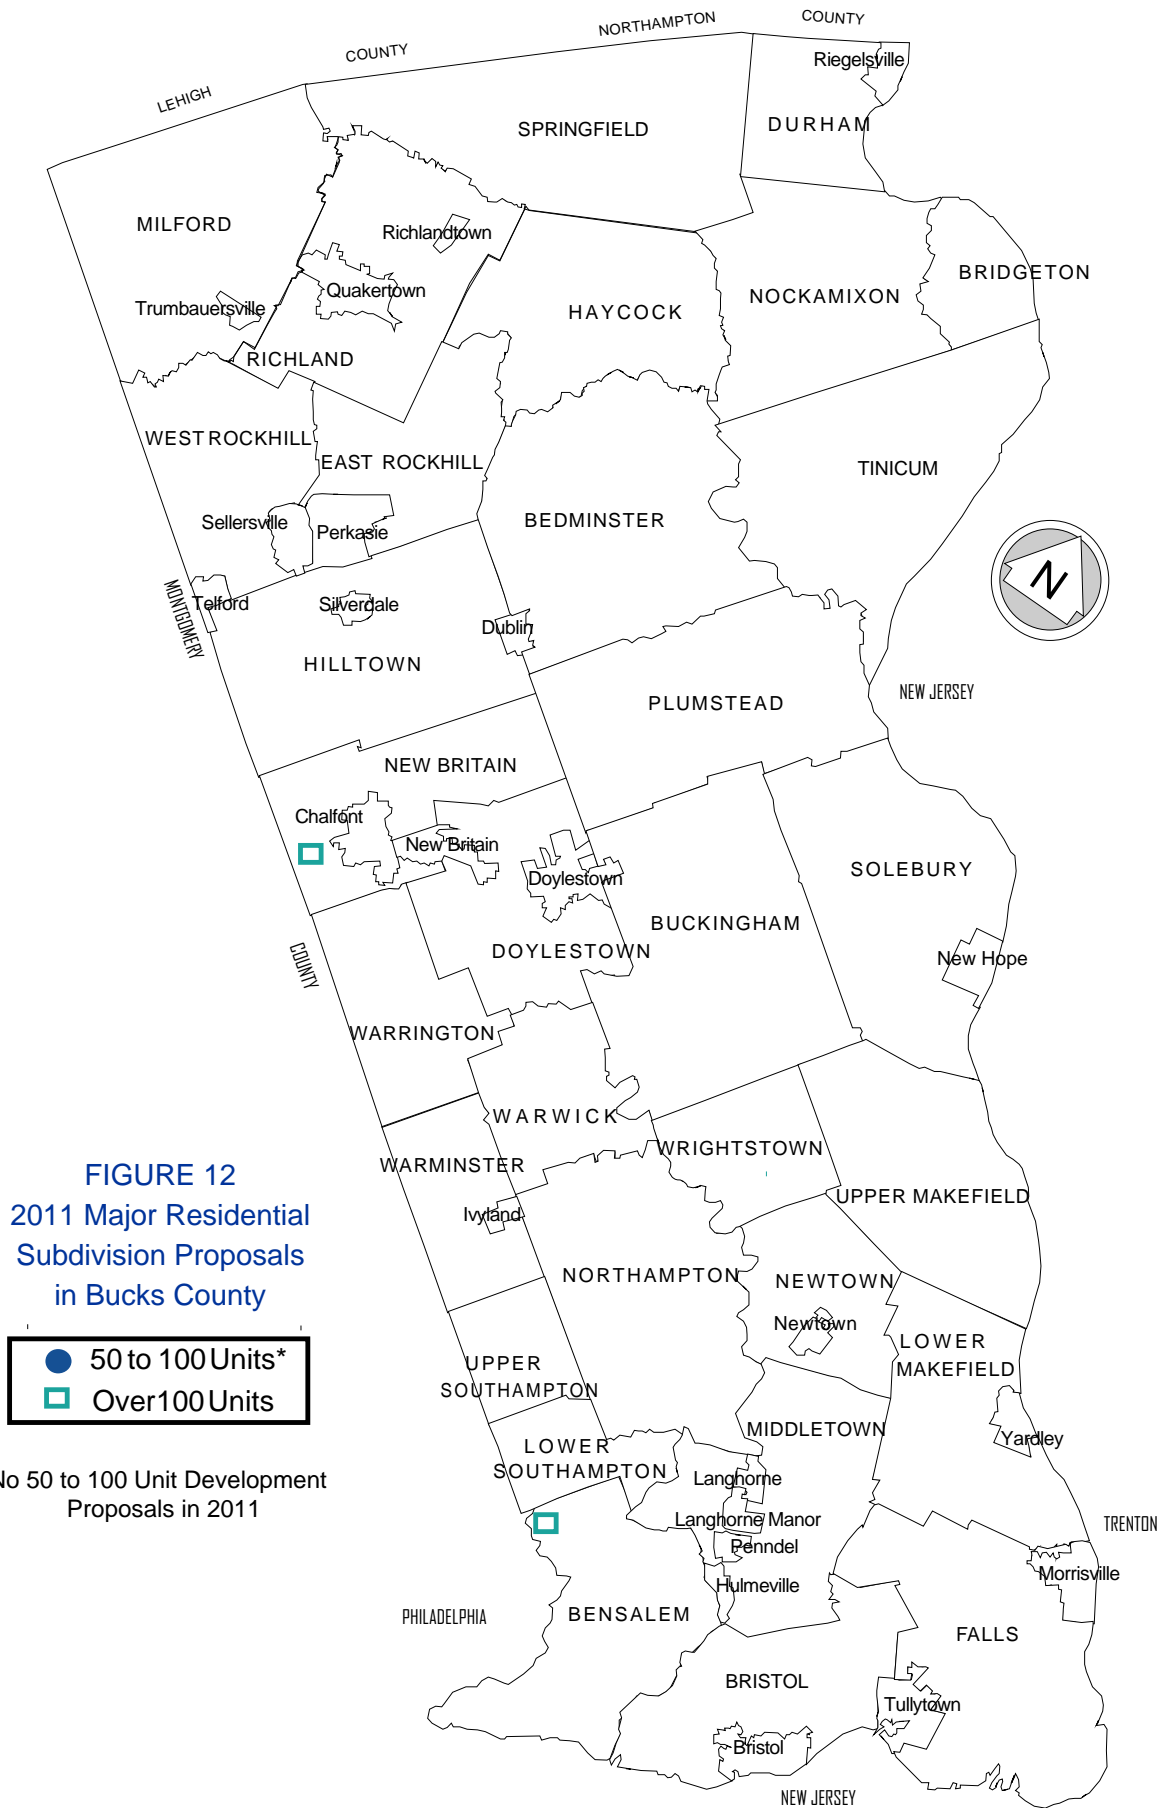 NORTHAMPTON
COUNTY
COUNTY
LEHIGH
Riegelsville
SPRINGFIELD
DURHAM
MILFORD
Richlandtown
BRIDGETON
Quakertown
NOCKAMIXON
Trumbauersville
HAYCOCK
RICHLAND
WEST ROCKHILL
EAST ROCKHILL
TINICUM
Sellersville
Perkasie
BEDMINSTER
N
MONTGOMERY
Telford
Silverdale
Dublin
HILLTOWN
NEW JERSEY
PLUMSTEAD
NEW BRITAIN
Chalfont
New Britain
Doylestown
SOLEBURY
BUCKINGHAM
DOYLESTOWN
New Hope
COUNTY
WARRINGTON
WARWICK
WRIGHTSTOWN
WARMINSTER
UPPER MAKEFIELD
Ivyland
NORTHAMPTON
NEWTOWN
Newtown
LOWER
MAKEFIELD
UPPER
SOUTHAMPTON
MIDDLETOWN
Yardley
LOWER
SOUTHAMPTON
Langhorne
Langhorne Manor
TRENTON
Penndel
Morrisville
Hulmeville
PHILADELPHIA
BENSALEM
FALLS
BRISTOL
Tullytown
Bristol
NEW JERSEY
FIGURE 12
2011 Major Residential
Subdivision Proposals
in Bucks County
50 to 100 Units*
Over 100 Units
No 50 to 100 Unit Development
Proposals in 2011